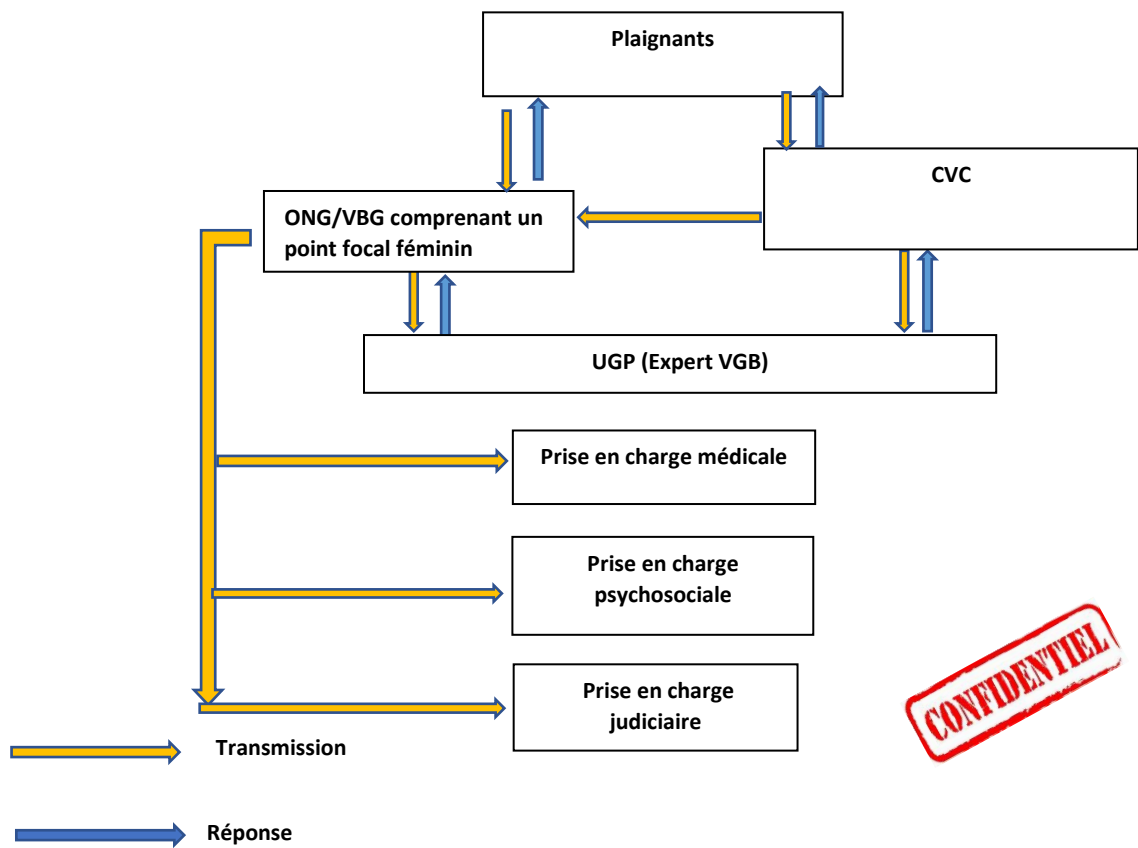 Plaignants
CVC
ONG/VBG comprenant un
point focal féminin
UGP (Expert VGB)
Prise en charge médicale
Prise en charge
psychosociale
Prise en charge
judiciaire
CONFIDENTIEL
Transmission
Réponse